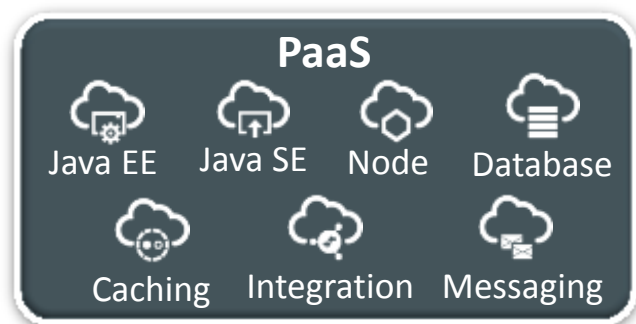 PaaS
Java EE Java SE Node Database
Caching Integration Messaging